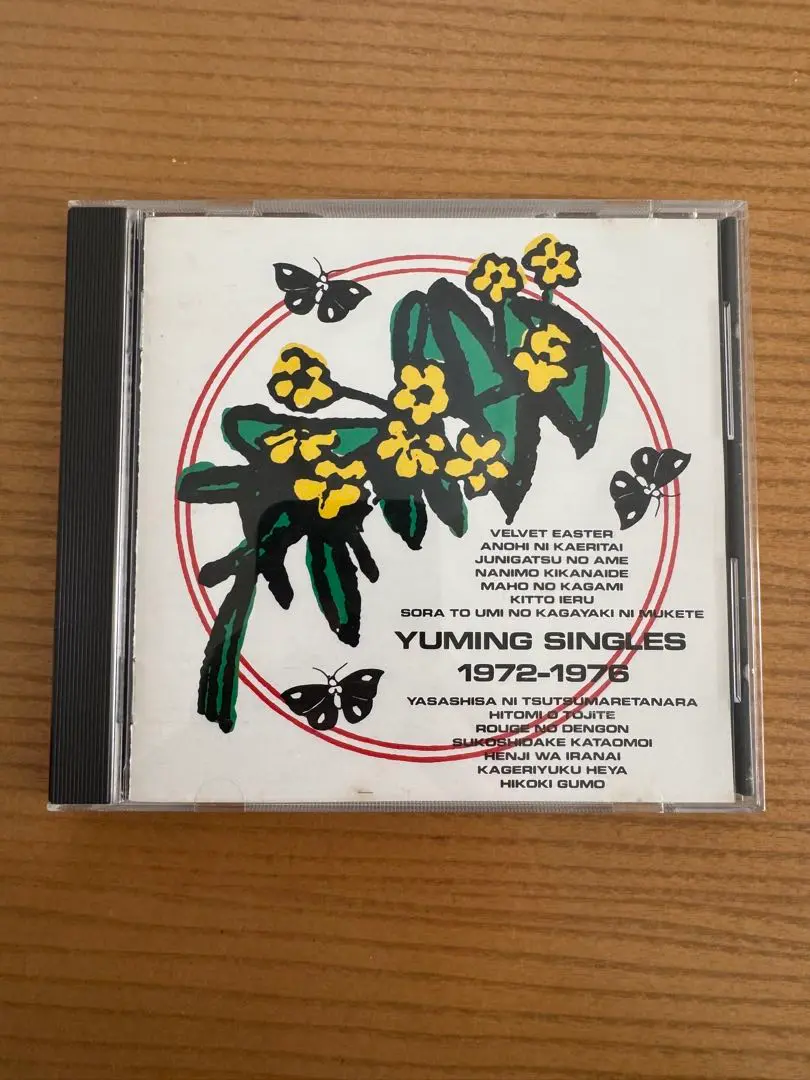 VELVET EASTER
ANOHI NI KAERITAI
JUNIGATSU NO AME
NANIMO KIKANAIDE
MAHO NO KAGAMI
KITTO IERU
SORA TO UMI NO KAGAYAKI NI MUKETE
YUMING SINGLES
1972-1976
YASASHISA NI TSUTSUMARETANARA
HITOMI O TOJITE
ROUGE NO DENGON
SUKOSHIDAKE KATAOMOI
HENJI WA IRANAI
KAGERIYUKU HEYA
HIKOKI GUMO